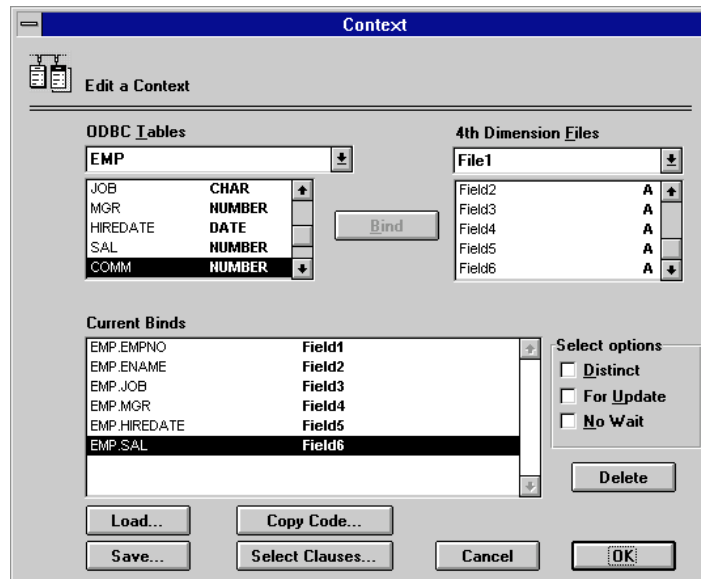 Context
Edit a Context
ODBC Tables
4th Dimension Files
EMP
File1
JOB CHAR
MGR NUMBER
HIREDATE DATE
SAL NUMBER
COMM NUMBER
Bind
Field2 A
Field3 A
Field4 A
Field5 A
Field6 A
Current Binds
EMP.EMPNO Field1
EMP.ENAME Field2
EMP.JOB Field3
EMP.MGR Field4
EMP.HIREDATE Field5
EMP.SAL Field6
Select options
Distinct
For Update
No Wait
Delete
Load... Copy Code...
Save... Select Clauses... Cancel OK